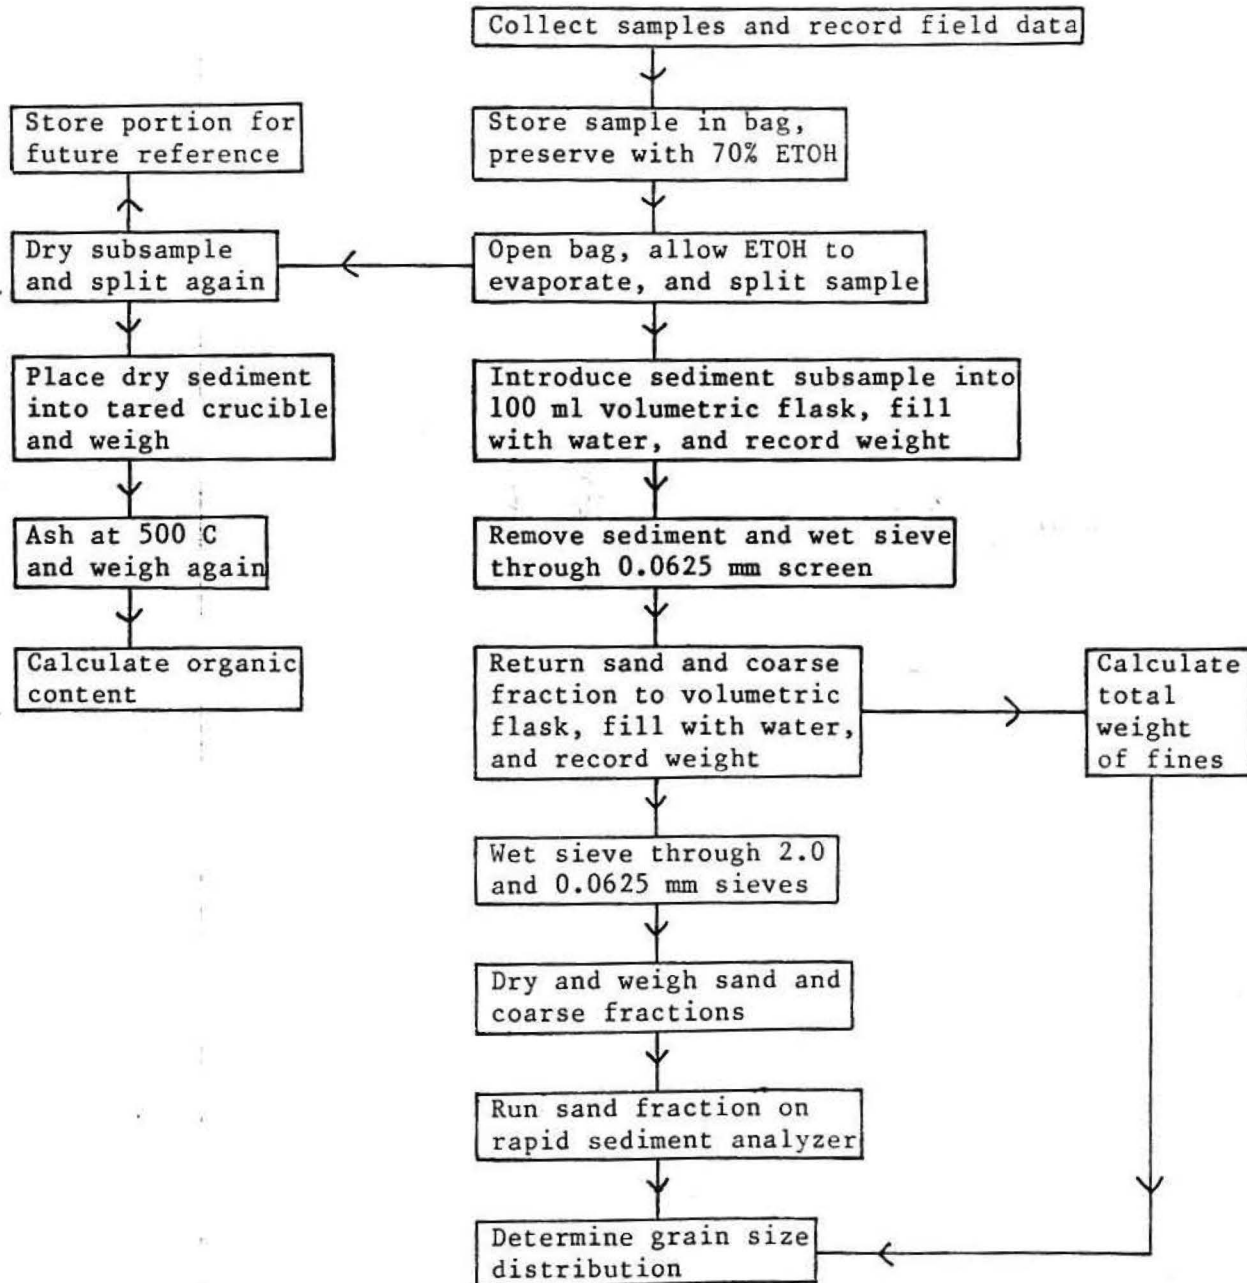 Collect samples and record field data
Store portion for
future reference
Store sample in bag,
preserve with 70% ETOH
Dry subsample
and split again
Open bag, allow ETOH to
evaporate, and split sample
Place dry sediment
into tared crucible
and weigh
Introduce sediment subsample into
100 ml volumetric flask, fill
with water, and record weight
Ash at 500 C
and weigh again
Remove sediment and wet sieve
through 0.0625 mm screen
Calculate organic
content
Return sand and coarse
fraction to volumetric
flask, fill with water,
and record weight
Calculate
total
weight
of fines
Wet sieve through 2.0
and 0.0625 mm sieves
Dry and weigh sand and
coarse fractions
Run sand fraction on
rapid sediment analyzer
Determine grain size
distribution